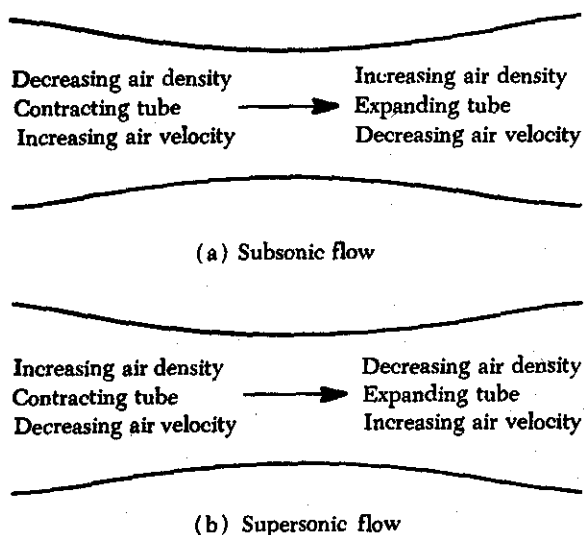 Decreasing air density
Contracting tube
Increasing air velocity
Increasing air density
Expanding tube
Decreasing air velocity
(a) Subsonic flow
Increasing air density
Contracting tube
Decreasing air velocity
Decreasing air density
Expanding tube
Increasing air velocity
(b) Supersonic flow